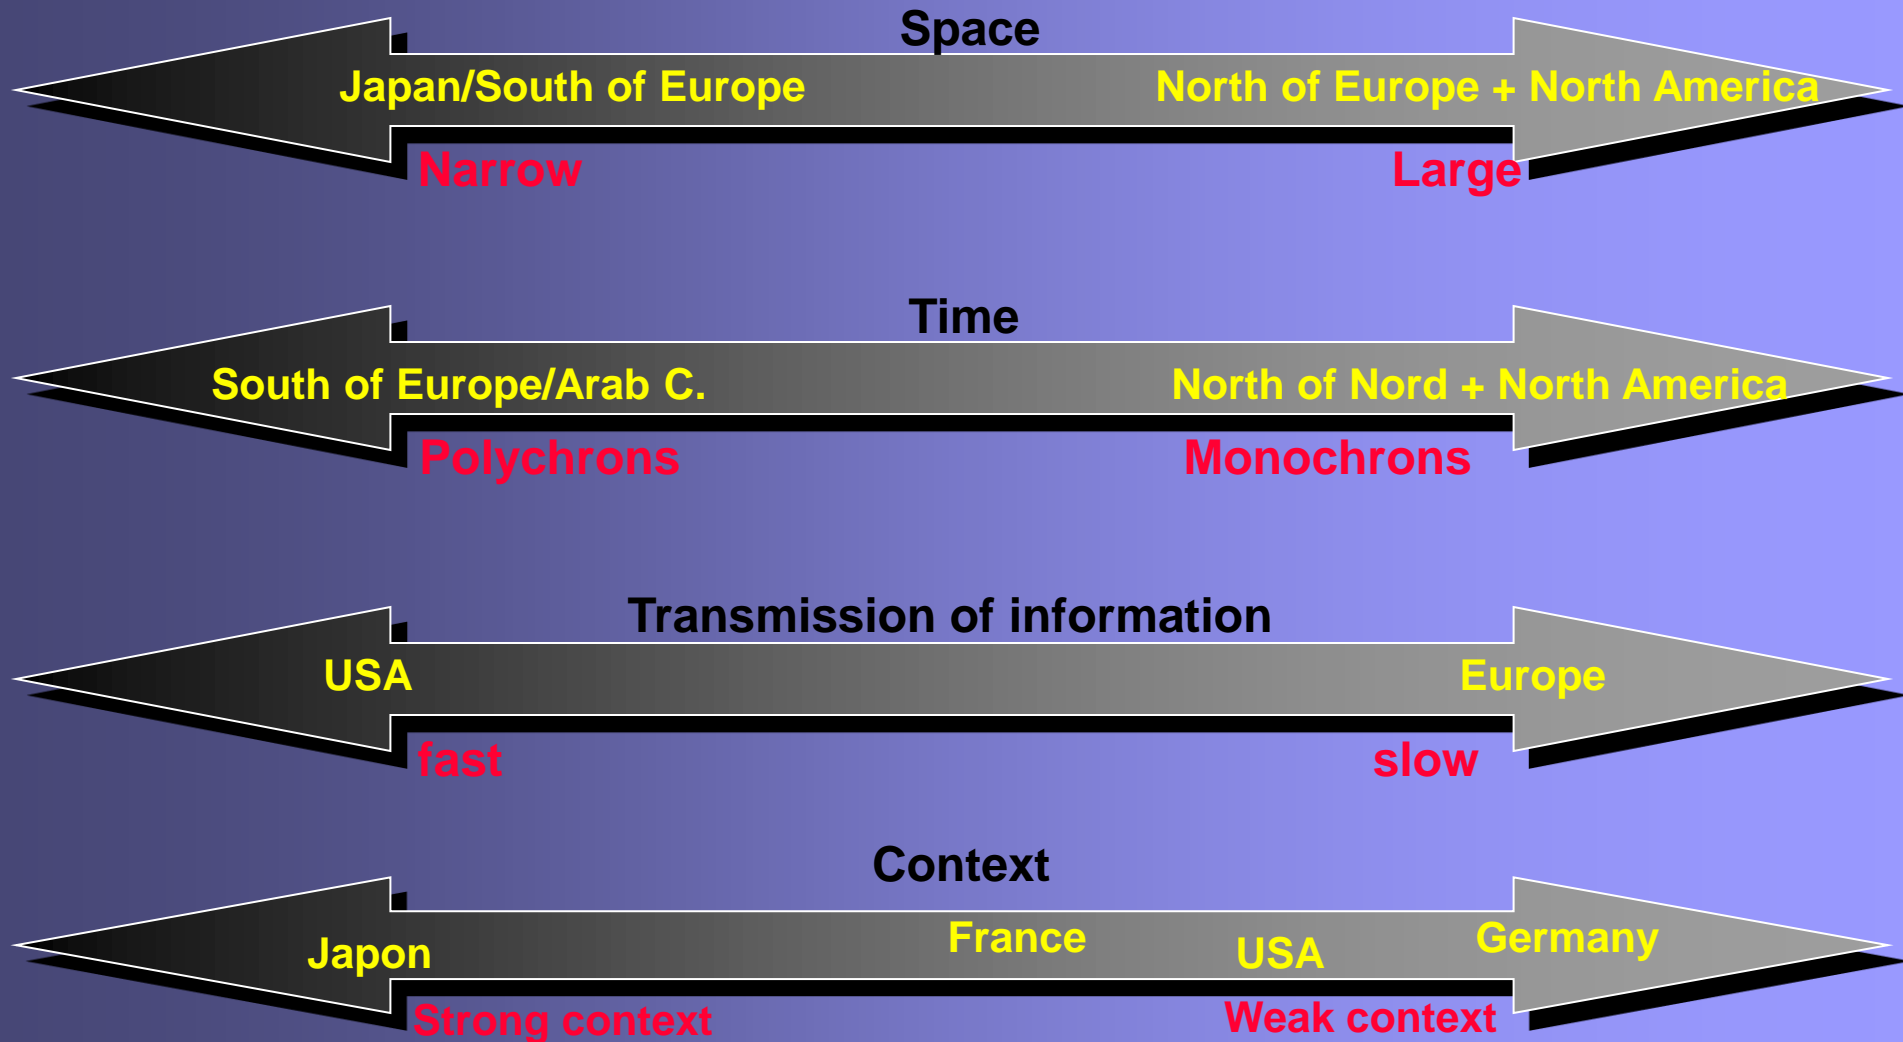 Space
Japan/South of Europe North of Europe + North America
Narrow Large
Time
South of Europe/Arab C. North of Nord + North America
Polychrons Monochrons
Transmission of information
USA Europe
fast slow
Context
Japon France USA Germany
Strong context Weak context